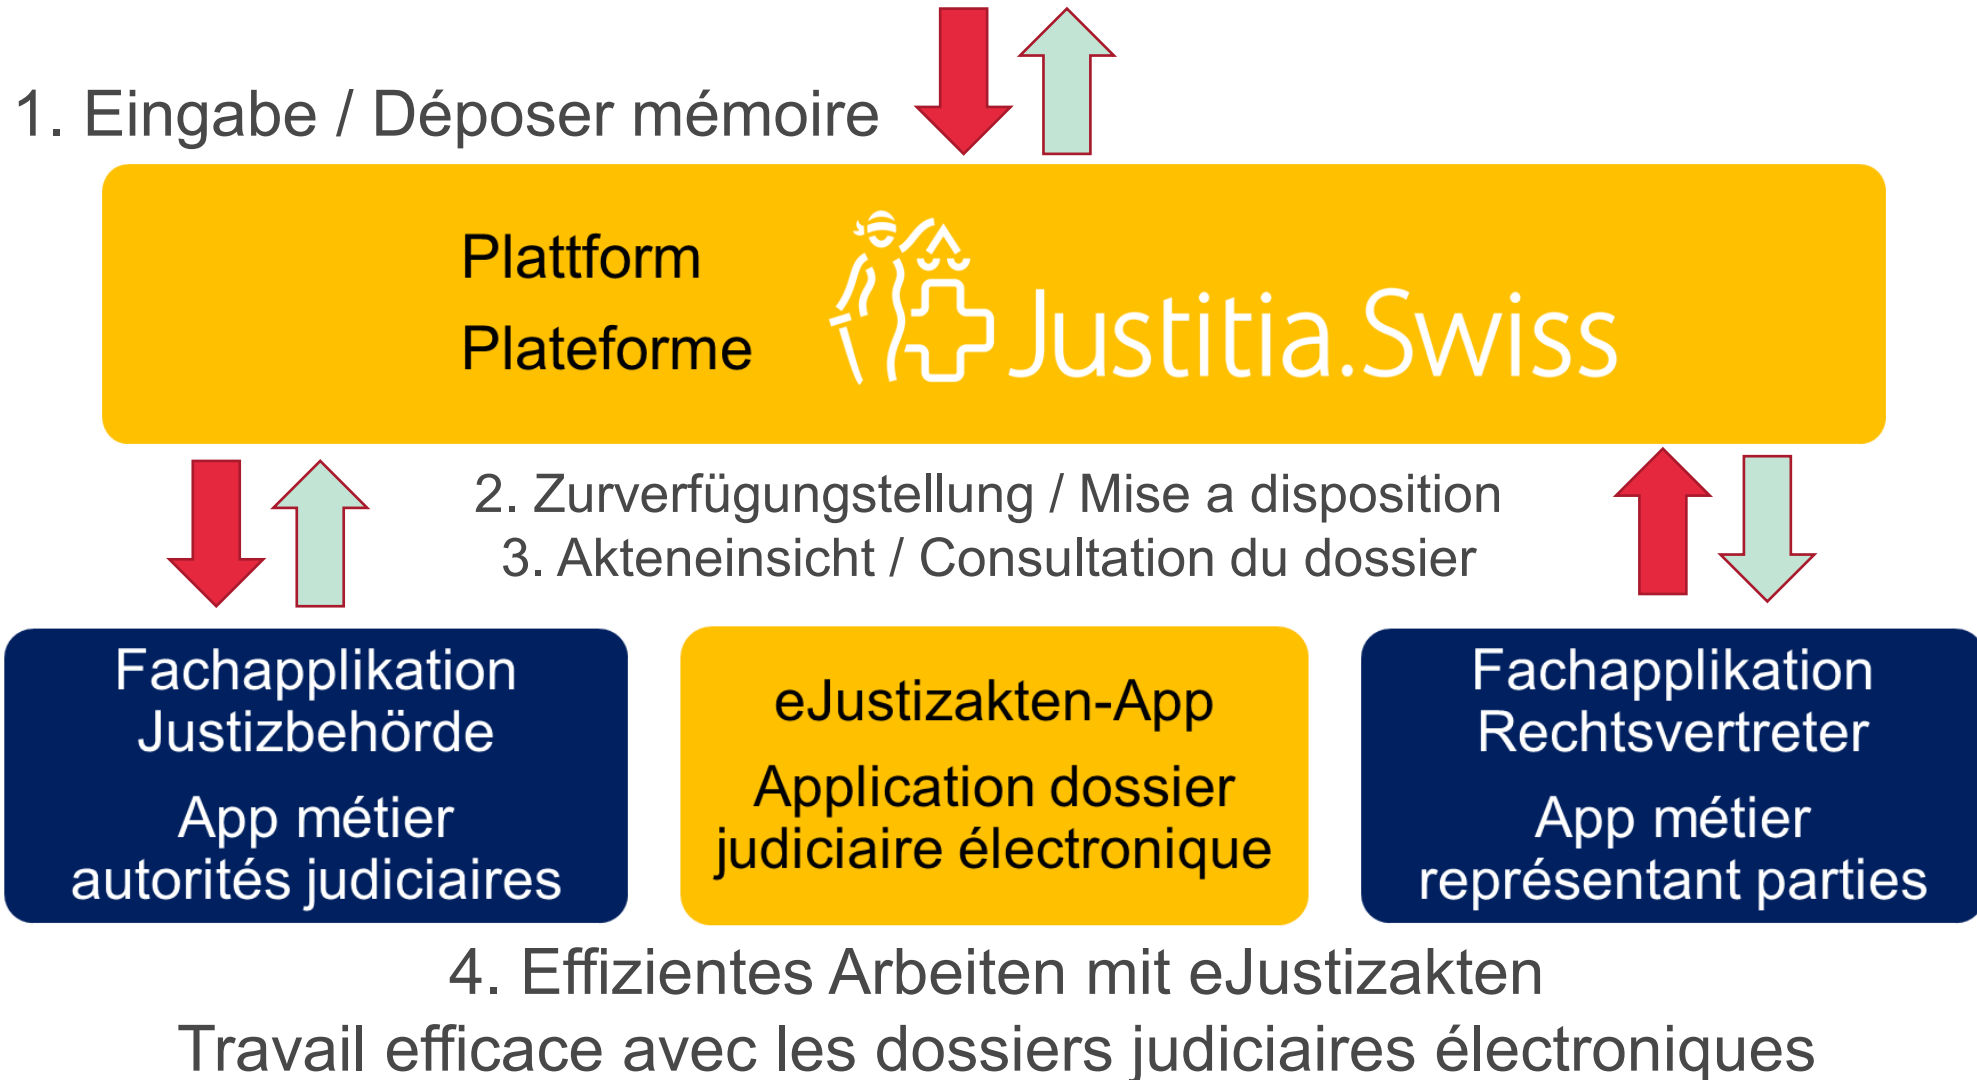 1. Eingabe / Déposer mémoire
Plattform
Plateforme
Justitia.Swiss
2. Zurverfügungstellung / Mise a disposition
3. Akteneinsicht / Consultation du dossier
Fachapplikation
Justizbehörde
App métier
autorités judiciaires
eJustizakten-App
Application dossier
judiciaire électronique
Fachapplikation
Rechtsvertreter
App métier
représentant parties
4. Effizientes Arbeiten mit eJustizakten
Travail efficace avec les dossiers judiciaires électroniques